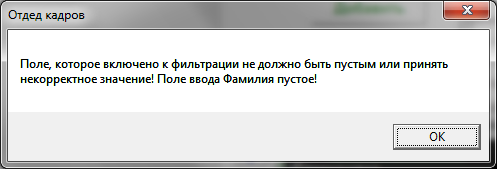 Отдел кадров
Добавить
Поле, которое включено к фильтрации не должно быть пустым или принять
некорректное значение! Поле ввода Фамилия пустое!
OK